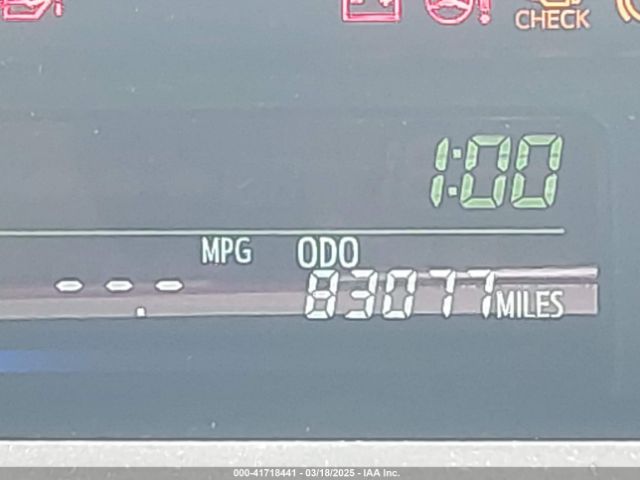 CHECK
1:00
MPG ODO
--.- 83077 MILES
000-41718441 - 03/18/2025 - IAA Inc.